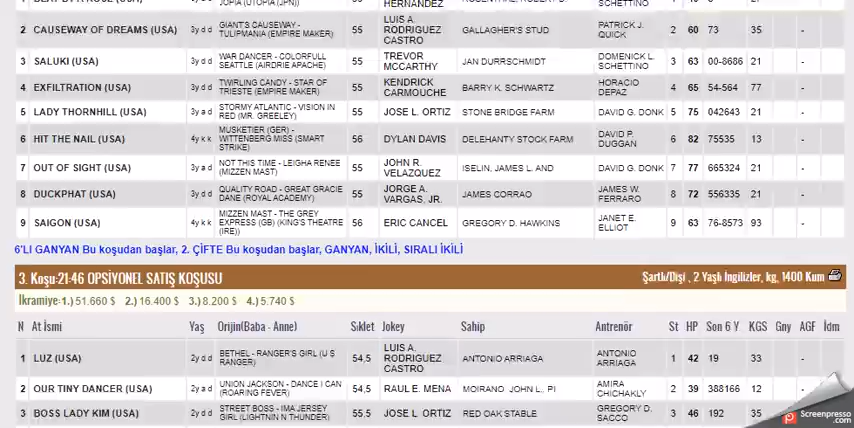 HERNANDEZ SCHETTINO
2 CAUSEWAY OF DREAMS (USA) 3y d d GIANT'S CAUSEWAY - TULIPMANIA (EMPIRE MAKER) 55 LUIS A. RODRIGUEZ CASTRO GALLAGHER'S STUD PATRICK J. QUICK 2 60 73 35 -
3 SALUKI (USA) 3y d d WAR DANCER - COLORFULL SEATTLE (AIRDRIE APACHE) 55 TREVOR MCCARTHY JAN DURRSCHMIDT DOMENICK L. SCHETTINO 3 63 00-8686 21 -
4 EXFILTRATION (USA) 3y d d TWIRLING CANDY - STAR OF TRIESTE (EMPIRE MAKER) 55 KENDRICK CARMOUCHE BARRY K. SCHWARTZ HORACIO DEPAZ 4 65 54-564 77 -
5 LADY THORNHILL (USA) 3y a d STORMY ATLANTIC - VISION IN RED (MR. GREELEY) 55 JOSE L. ORTIZ STONE BRIDGE FARM DAVID G. DONK 5 75 042643 21 -
6 HIT THE NAIL (USA) 4y k k MUSKETIER (GER) - WITTENBERG MISS (SMART STRIKE) 56 DYLAN DAVIS DELEHANTY STOCK FARM DAVID P. DUGGAN 6 82 75535 13 -
7 OUT OF SIGHT (USA) 3y a d NOT THIS TIME - LEIGHA RENEE (MIZZEN MAST) 55 JOHN R. VELAZQUEZ ISELIN, JAMES L. AND DAVID G. DONK 7 77 665324 21 -
8 DUCKPHAT (USA) 3y d d QUALITY ROAD - GREAT GRACIE DANE (ROYAL ACADEMY) 55 JORGE A. VARGAS, JR. JAMES CORRAO JAMES W. FERRARO 8 72 556335 21 -
9 SAIGON (USA) 4y k k MIZZEN MAST - THE GREY EXPRESS (GB) (KING'S THEATRE (IRE)) 56 ERIC CANCEL GREGORY D. HAWKINS JANET E. ELLIOT 9 63 76-8573 93 -
6'LI GANYAN Bu koşudan başlar, 2. ÇİFTE Bu koşudan başlar, GANYAN, İKİLİ, SIRALI İKİLİ
3. Koşu:21:46 OPSİYONEL SATIŞ KOŞUSU Şartlı/Dişi , 2 Yaşlı İngilizler, kg, 1400 Kum
İkramiye:1.) 51.660 $ 2.) 16.400 $ 3.) 8.200 $ 4.) 5.740 $
N At İsmi Yaş Orijin(Baba - Anne) Sıklet Jokey Sahip Antrenör St HP Son 6 Y KGS Gny AGF İdm
1 LUZ (USA) 2y d d BETHEL - RANGER'S GIRL (U S RANGER) 54,5 LUIS A. RODRIGUEZ CASTRO ANTONIO ARRIAGA ANTONIO ARRIAGA 1 42 19 33 -
2 OUR TINY DANCER (USA) 2y a d UNION JACKSON - DANCE I CAN (ROARING FEVER) 54,5 RAUL E. MENA MOIRANO JOHN L., PI AMIRA CHICHAKLY 2 39 388166 12 -
3 BOSS LADY KIM (USA) 2y d d STREET BOSS - IMA JERSEY GIRL (LIGHTNIN N THUNDER) 55,5 JOSE L. ORTIZ RED OAK STABLE GREGORY D. SACCO 3 46 192 35
Screenpresso.com